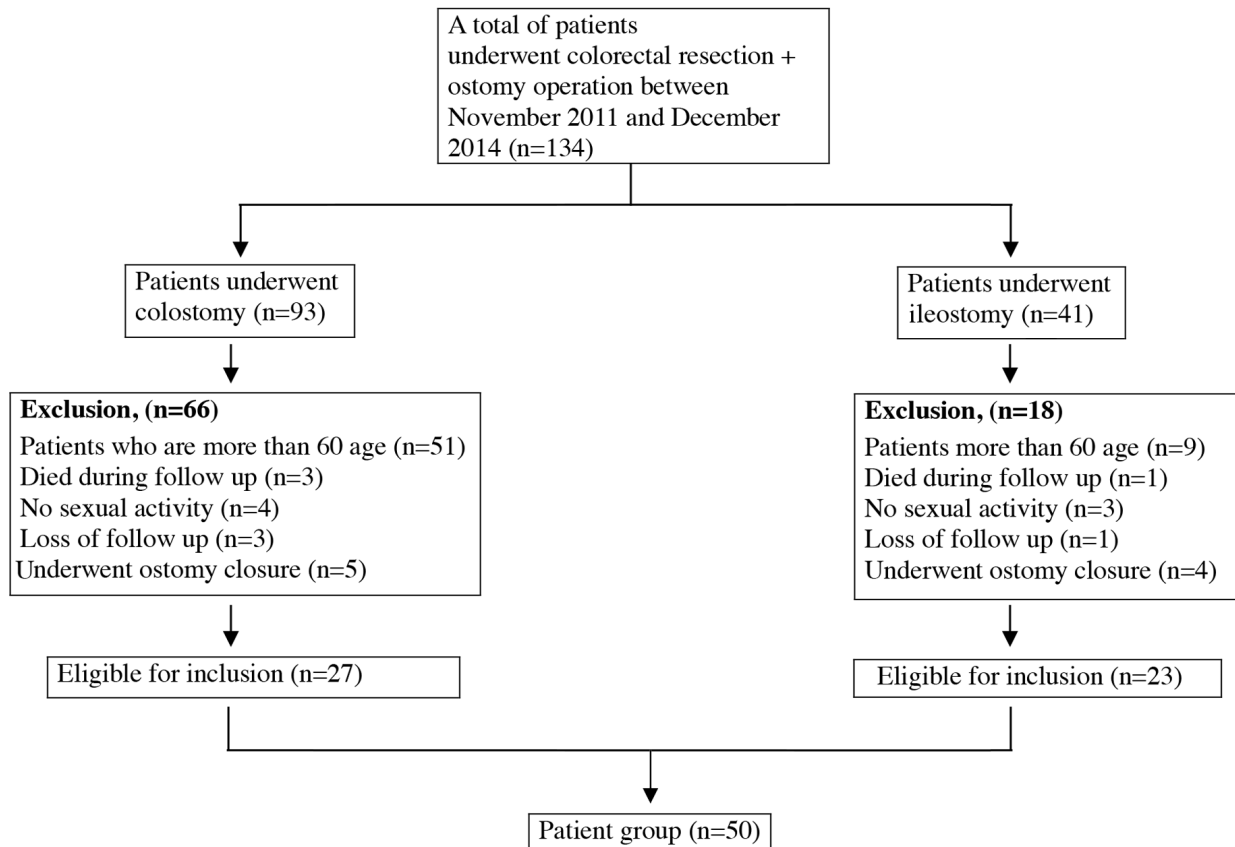 A total of patients
underwent colorectal resection +
ostomy operation between
November 2011 and December
2014 (n=134)
Patients underwent
colostomy (n=93)
Patients underwent
ileostomy (n=41)
Exclusion, (n=66)
Patients who are more than 60 age (n=51)
Died during follow up (n=3)
No sexual activity (n=4)
Loss of follow up (n=3)
Underwent ostomy closure (n=5)
Exclusion, (n=18)
Patients more than 60 age (n=9)
Died during follow up (n=1)
No sexual activity (n=3)
Loss of follow up (n=1)
Underwent ostomy closure (n=4)
Eligible for inclusion (n=27)
Eligible for inclusion (n=23)
Patient group (n=50)